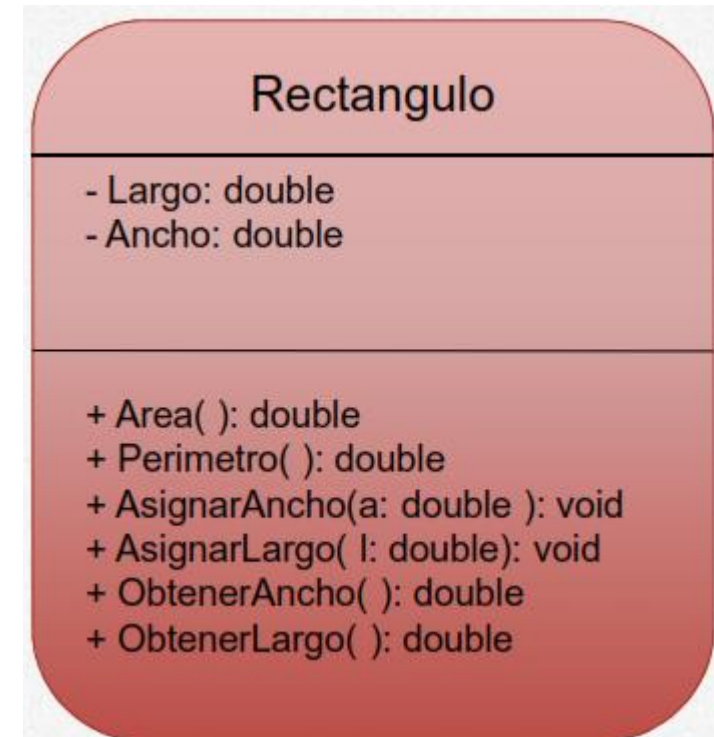 Rectangulo
- Largo: double
- Ancho: double
+ Area( ): double
+ Perimetro( ): double
+ AsignarAncho(a: double ): void
+ AsignarLargo( l: double): void
+ ObtenerAncho( ): double
+ ObtenerLargo( ): double